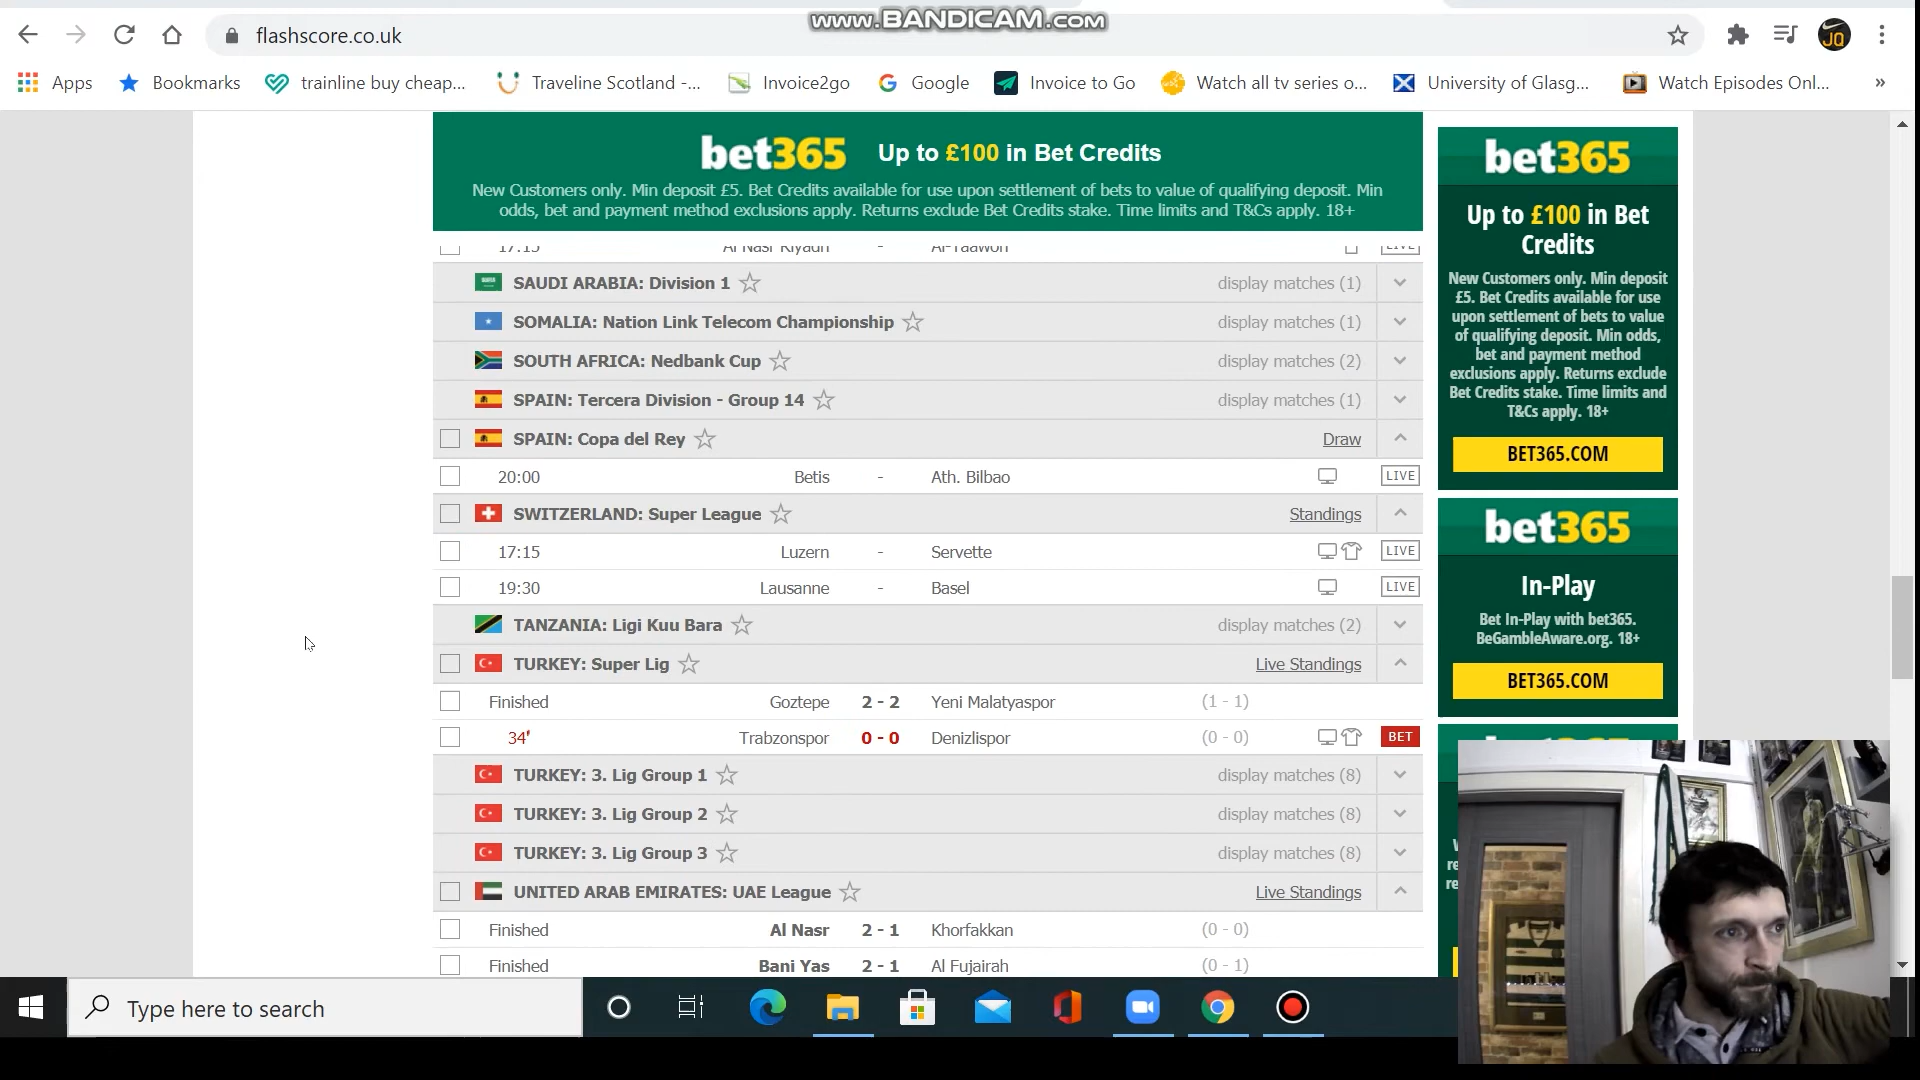 www.BANDICAM.com
flashscore.co.uk
JQ
Apps Bookmarks trainline buy cheap... Traveline Scotland -... Invoice2go Google Invoice to Go Watch all tv series o... University of Glasg... Watch Episodes Onl... »
bet365 Up to £100 in Bet Credits
New Customers only. Min deposit £5. Bet Credits available for use upon settlement of bets to value of qualifying deposit. Min
odds, bet and payment method exclusions apply. Returns exclude Bet Credits stake. Time limits and T&Cs apply. 18+
17:15 Al Nasr Riyadh - Al-Taawon LIVE
SAUDI ARABIA: Division 1 display matches (1)
SOMALIA: Nation Link Telecom Championship display matches (1)
SOUTH AFRICA: Nedbank Cup display matches (2)
SPAIN: Tercera Division - Group 14 display matches (1)
SPAIN: Copa del Rey Draw
20:00 Betis - Ath. Bilbao LIVE
SWITZERLAND: Super League Standings
17:15 Luzern - Servette LIVE
19:30 Lausanne - Basel LIVE
TANZANIA: Ligi Kuu Bara display matches (2)
TURKEY: Super Lig Live Standings
Finished Goztepe 2 - 2 Yeni Malatyaspor (1 - 1)
34' Trabzonspor 0 - 0 Denizlispor (0 - 0) BET
TURKEY: 3. Lig Group 1 display matches (8)
TURKEY: 3. Lig Group 2 display matches (8)
TURKEY: 3. Lig Group 3 display matches (8)
UNITED ARAB EMIRATES: UAE League Live Standings
Finished Al Nasr 2 - 1 Khorfakkan (0 - 0)
Finished Bani Yas 2 - 1 Al Fujairah (0 - 1)
bet365
Up to £100 in Bet
Credits
New Customers only. Min deposit
£5. Bet Credits available for use
upon settlement of bets to value
of qualifying deposit. Min odds,
bet and payment method
exclusions apply. Returns exclude
Bet Credits stake. Time limits and
T&Cs apply. 18+
BET365.COM
bet365
In-Play
Bet In-Play with bet365.
BeGambleAware.org. 18+
BET365.COM
Type here to search